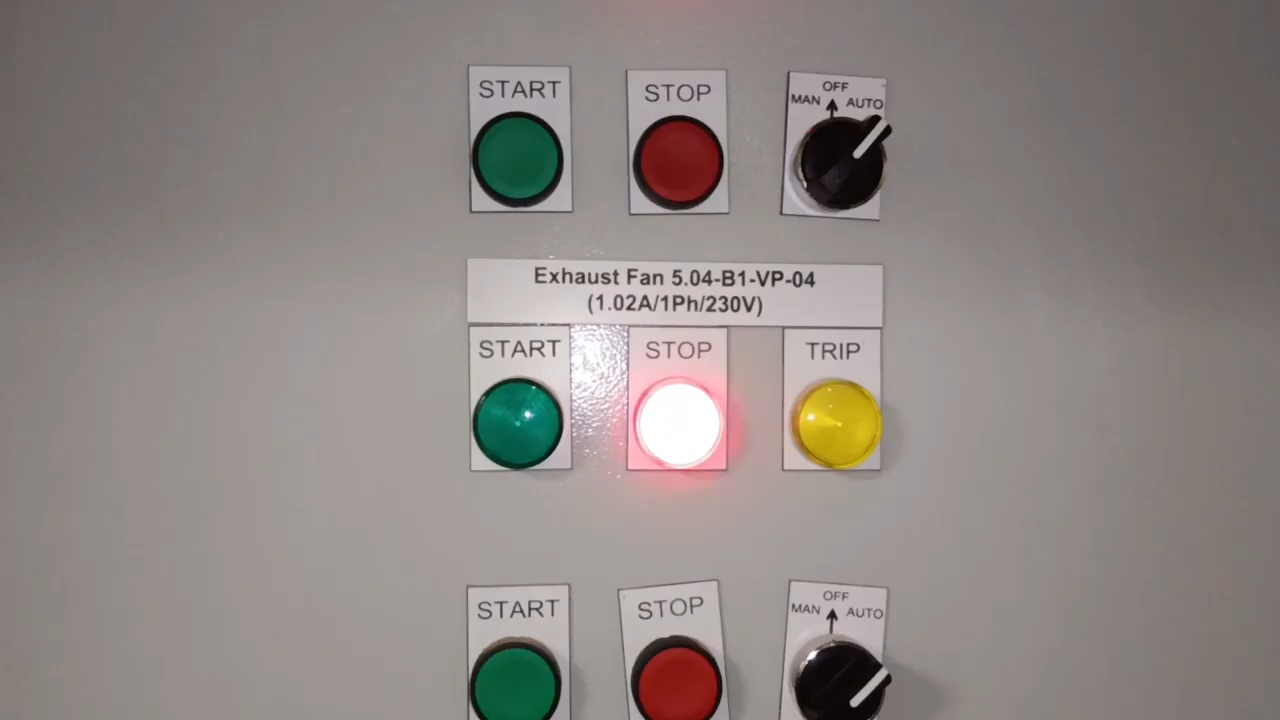 START
STOP
OFF
MAN AUTO
Exhaust Fan 5.04-B1-VP-04
(1.02A/1Ph/230V)
START
STOP
TRIP
START
STOP
OFF
MAN AUTO